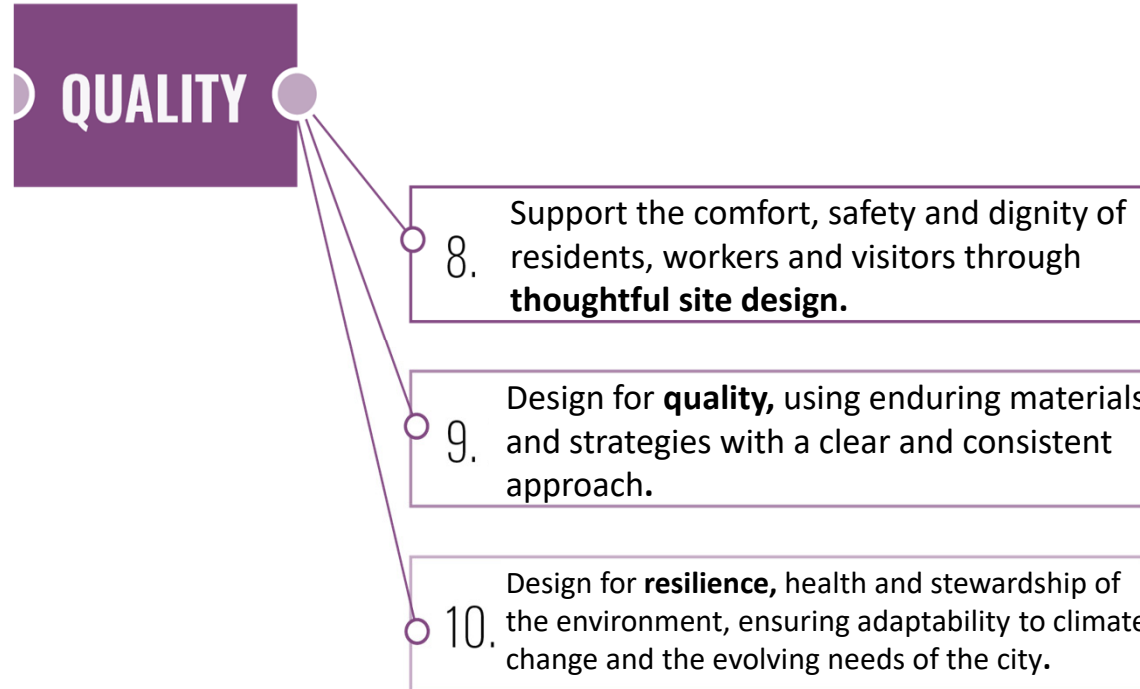 QUALITY
8.
Support the comfort, safety and dignity of
residents, workers and visitors through
thoughtful site design.
9.
Design for quality, using enduring materials
and strategies with a clear and consistent
approach.
10.
Design for resilience, health and stewardship of
the environment, ensuring adaptability to climate
change and the evolving needs of the city.